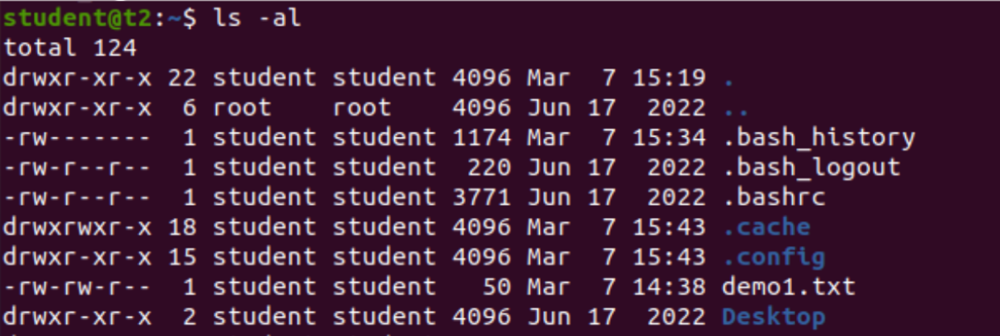 student@t2:~$ ls -al
total 124
drwxr-xr-x 22 student student 4096 Mar  7 15:19 .
drwxr-xr-x  6 root    root    4096 Jun 17  2022 ..
-rw-------  1 student student 1174 Mar  7 15:34 .bash_history
-rw-r--r--  1 student student  220 Jun 17  2022 .bash_logout
-rw-r--r--  1 student student 3771 Jun 17  2022 .bashrc
drwxrwxr-x 18 student student 4096 Mar  7 15:43 .cache
drwxr-xr-x 15 student student 4096 Mar  7 15:43 .config
-rw-rw-r--  1 student student   50 Mar  7 14:38 demo1.txt
drwxr-xr-x  2 student student 4096 Jun 17  2022 Desktop